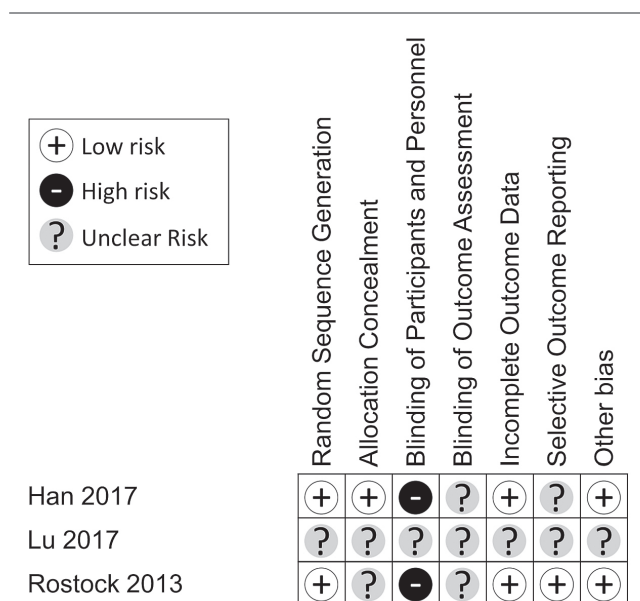 + Low risk
- High risk
? Unclear Risk
Random Sequence Generation
Allocation Concealment
Blinding of Participants and Personnel
Blinding of Outcome Assessment
Incomplete Outcome Data
Selective Outcome Reporting
Other bias
Han 2017 + + - ? + ? +
Lu 2017 ? ? ? ? ? ? ?
Rostock 2013 + ? - ? + + +